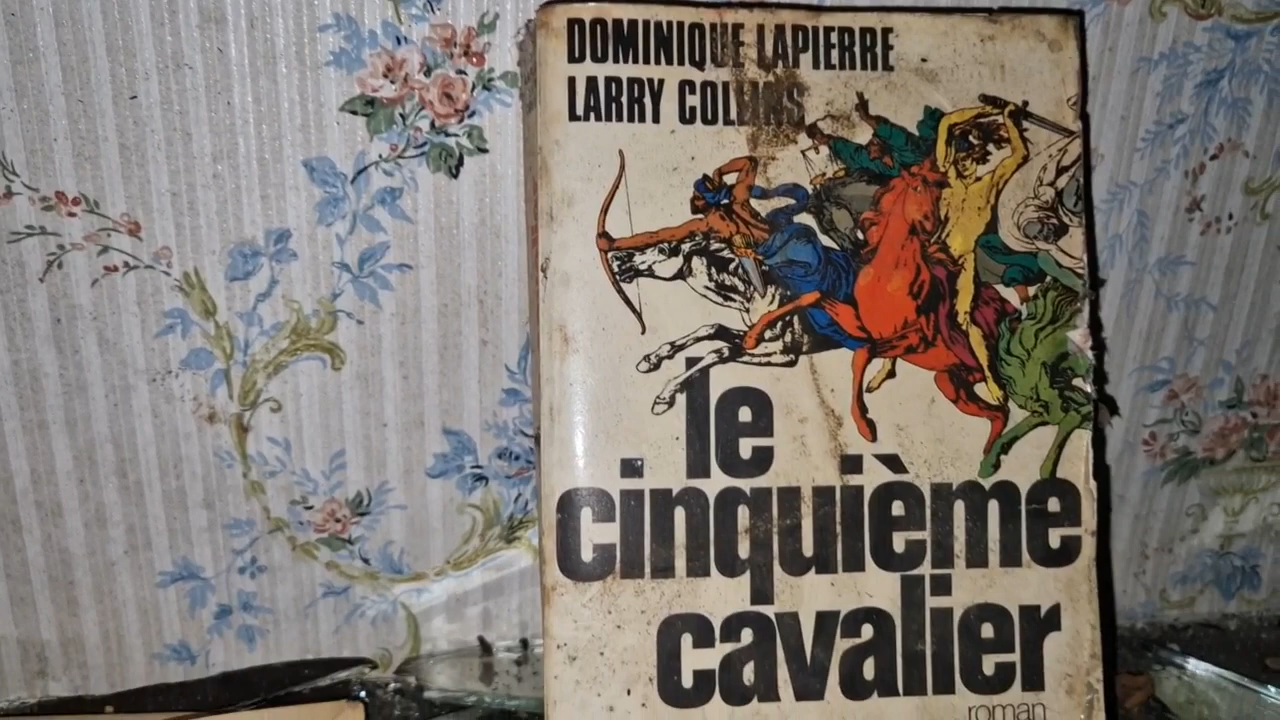 DOMINIQUE LAPIERRE
LARRY COLLINS
le
cinquième
cavalier
roman